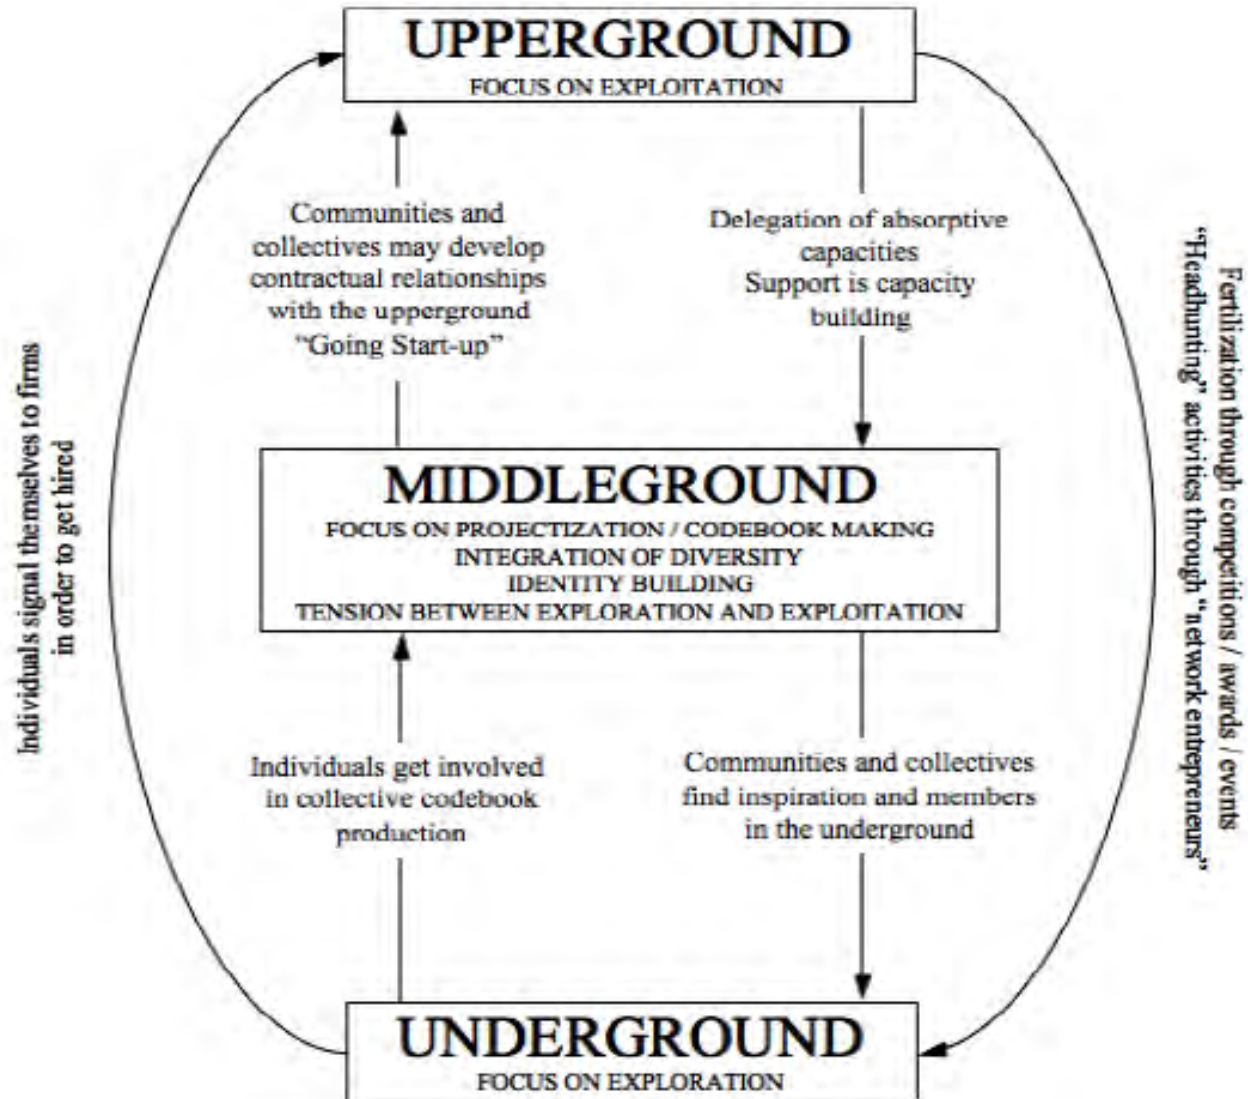 UPPERGROUND
FOCUS ON EXPLOITATION
Communities and
collectives may develop
contractual relationships
with the upperground
“Going Start-up”
Delegation of absorptive
capacities
Support is capacity
building
Individuals signal themselves to firms
in order to get hired
Fertilization through competitions / awards / events
“Headhunting” activities through “network entrepreneurs”
MIDDLEGROUND
FOCUS ON PROJECTIZATION / CODEBOOK MAKING
INTEGRATION OF DIVERSITY
IDENTITY BUILDING
TENSION BETWEEN EXPLORATION AND EXPLOITATION
Individuals get involved
in collective codebook
production
Communities and collectives
find inspiration and members
in the underground
UNDERGROUND
FOCUS ON EXPLORATION